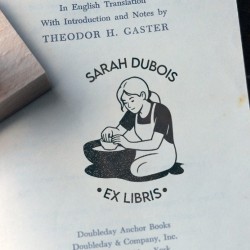 In English Translation
With Introduction and Notes by
THEODOR H. GASTER
SARAH DUBOIS
• EX LIBRIS •
Doubleday Anchor Books
Doubleday & Company, Inc.